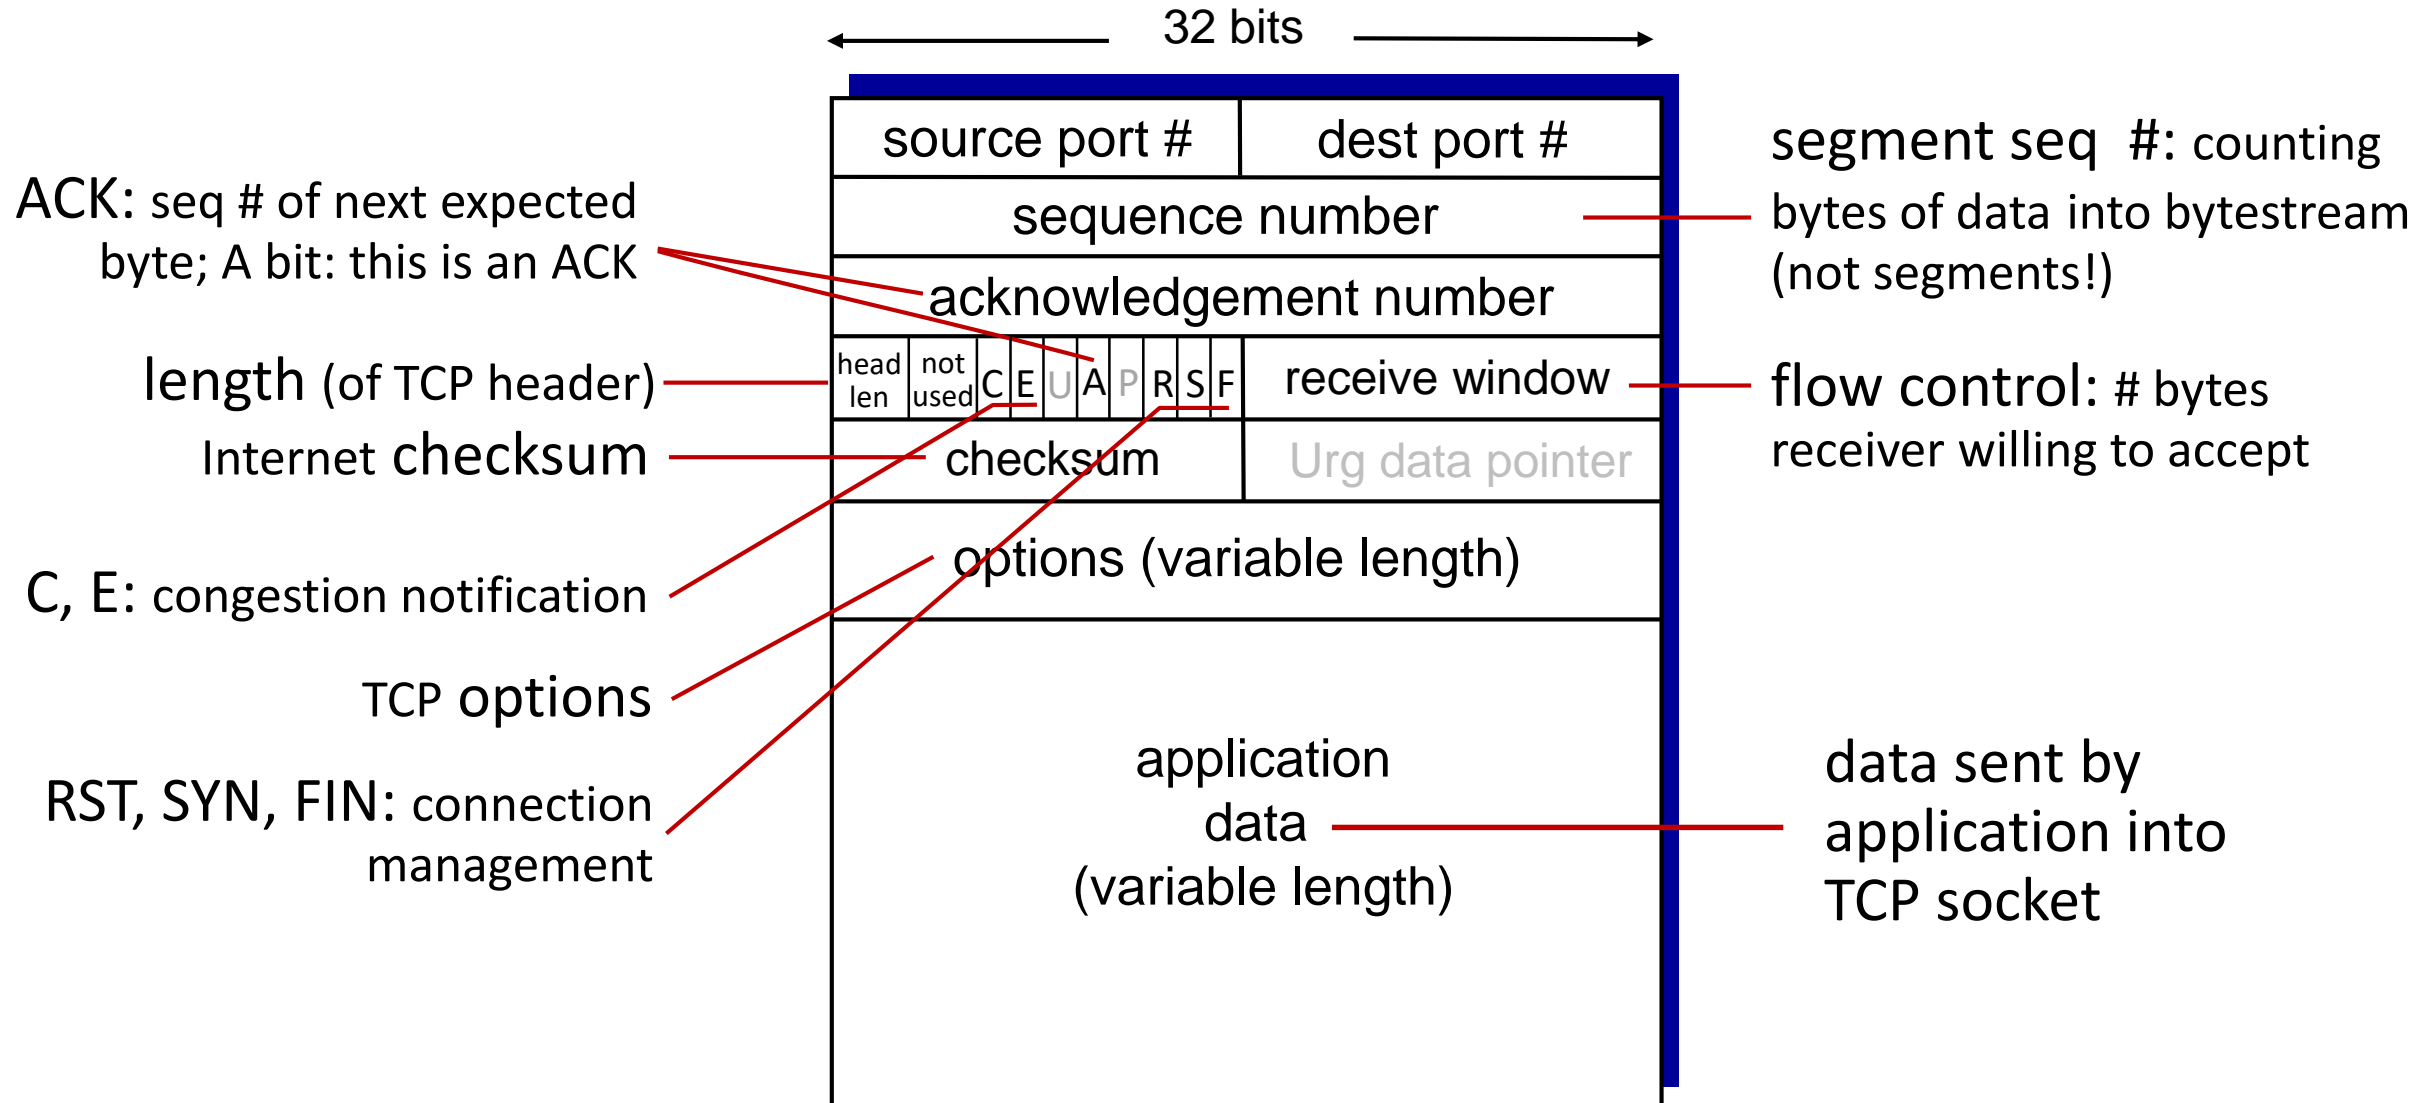 32 bits
source port #
dest port #
sequence number
acknowledgement number
head
len
not
used
C
E
U
A
P
R
S
F
receive window
checksum
Urg data pointer
options (variable length)
application
data
(variable length)
ACK: seq # of next expected
byte; A bit: this is an ACK
length (of TCP header)
Internet checksum
C, E: congestion notification
TCP options
RST, SYN, FIN: connection
management
segment seq #: counting
bytes of data into bytestream
(not segments!)
flow control: # bytes
receiver willing to accept
data sent by
application into
TCP socket